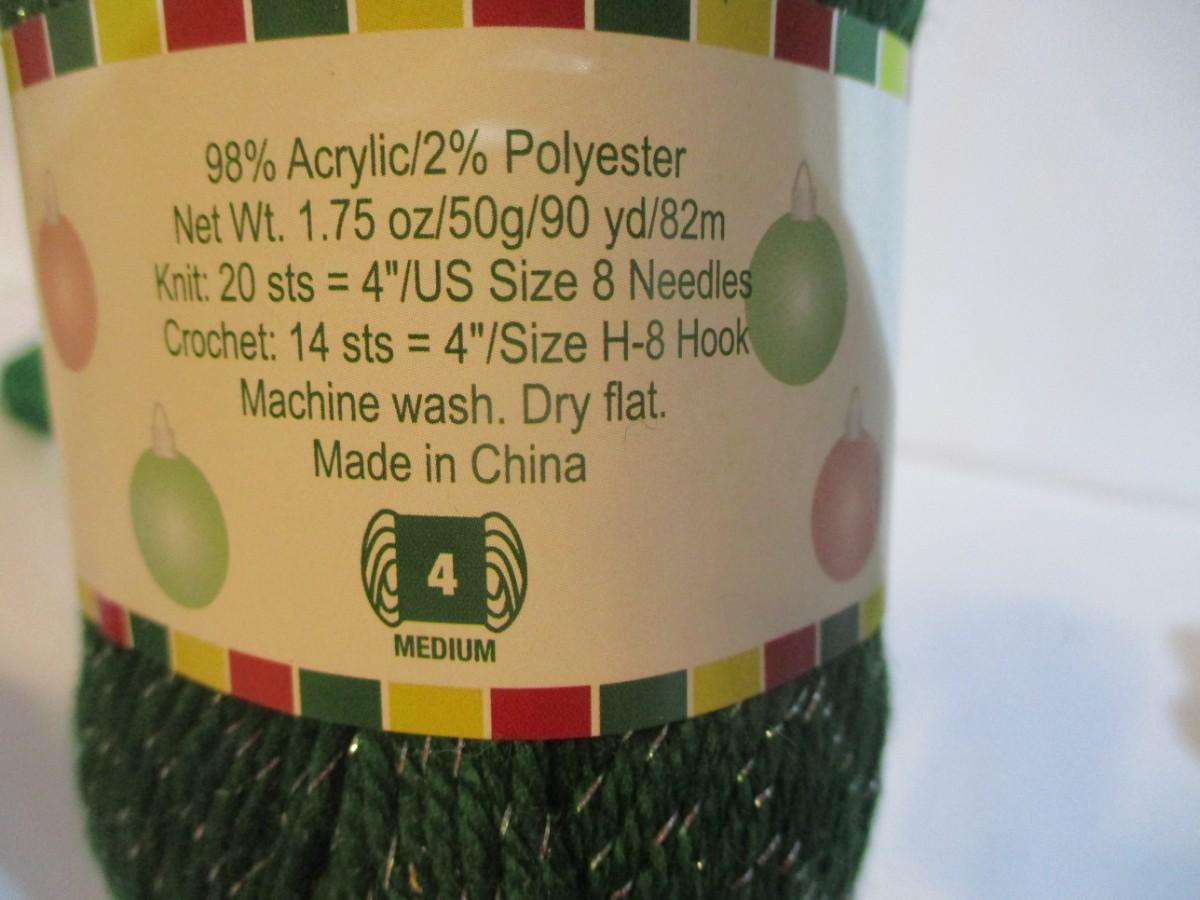 98% Acrylic/2% Polyester
Net Wt. 1.75 oz/50g/90 yd/82m
Knit: 20 sts = 4"/US Size 8 Needles
Crochet: 14 sts = 4"/Size H-8 Hook
Machine wash. Dry flat.
Made in China
4
MEDIUM